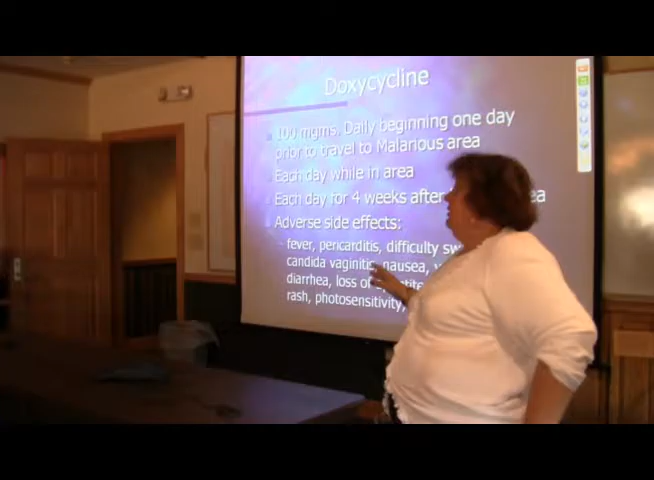 Doxycycline
100 mgms. Daily beginning one day
prior to travel to Malarious area
Each day while in area
Each day for 4 weeks after
Adverse side effects:
fever, pericarditis, difficulty
candida vaginitis, nausea,
diarrhea, loss of
rash, photosensitivity,